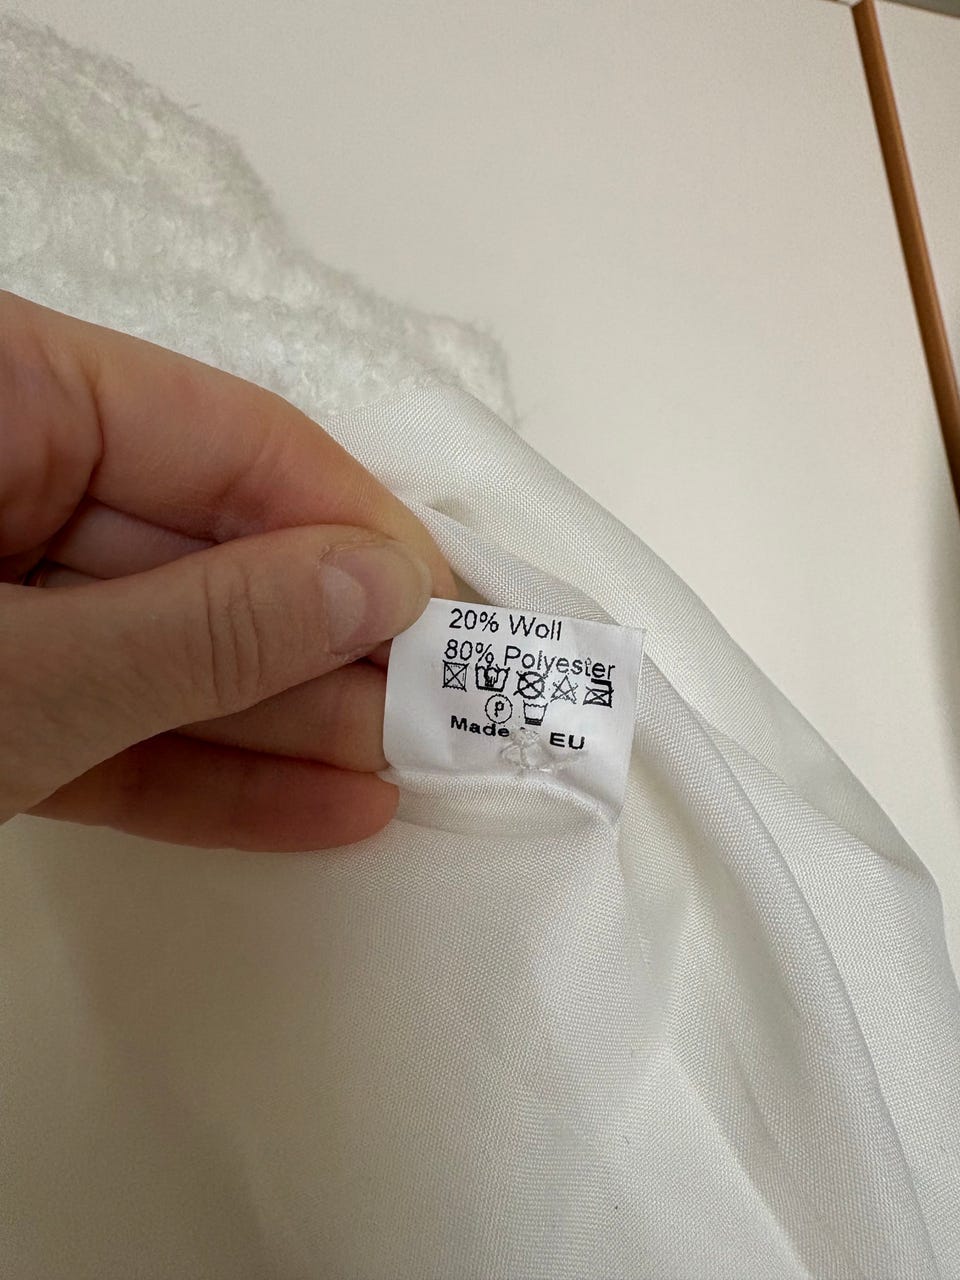 20% Woll
80% Polyester
P
Made EU